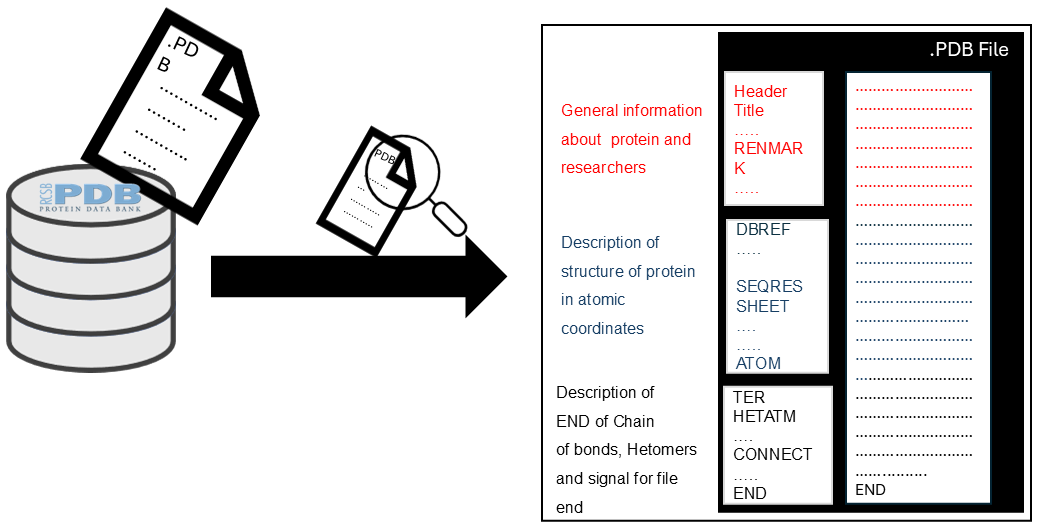 .PD
B
RCSB
PDB
PROTEIN DATA BANK
PDB
.PDB File
General information
about protein and
researchers
Header
Title
.....
RENMAR
K
.....
Description of
structure of protein
in atomic
coordinates
DBREF
.....
SEQRES
SHEET
....
.....
ATOM
Description of
END of Chain
of bonds, Hetomers
and signal for file
end
TER
HETATM
....
CONNECT
.....
END
END